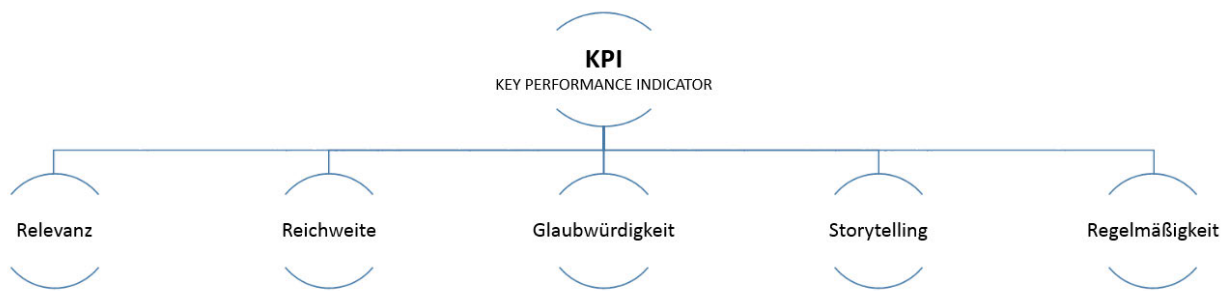 KPI
KEY PERFORMANCE INDICATOR
Relevanz
Reichweite
Glaubwürdigkeit
Storytelling
Regelmäßigkeit